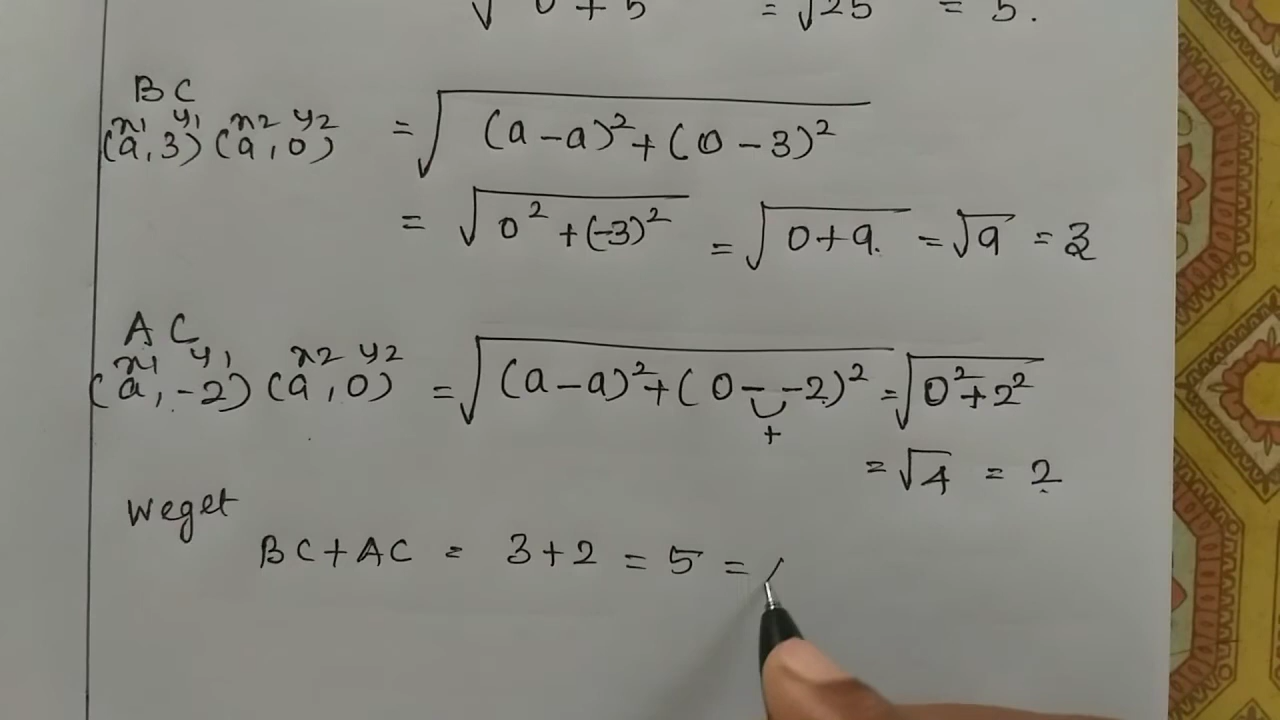 √0 + 5 = √25 = 5.
BC
x1 y1 x2 y2
(a, 3) (a, 0) = √(a - a)² + (0 - 3)²
= √0² + (-3)² = √0 + 9. = √9 = 3
AC
x1 y1 x2 y2
(a, -2) (a, 0) = √(a - a)² + (0 - -2)² = √0² + 2²
+
= √4 = 2
We get
BC + AC = 3 + 2 = 5 =